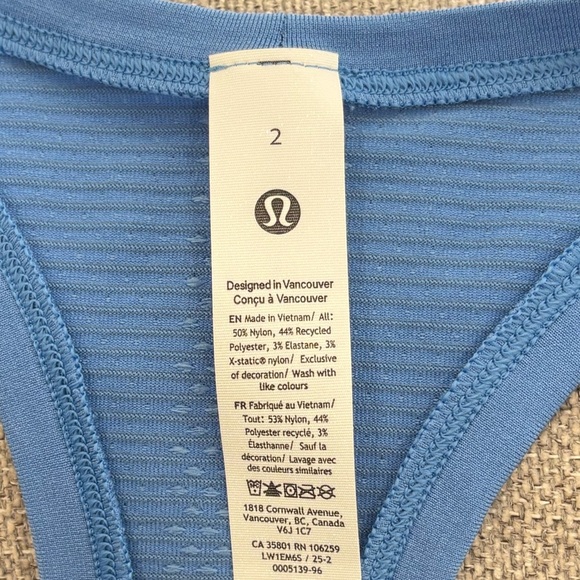 2
Designed in Vancouver
Conçu à Vancouver
EN Made in Vietnam/ All:
50% Nylon, 44% Recycled
Polyester, 3% Elastane, 3%
X-static® nylon/ Exclusive
of decoration/ Wash with
like colours
FR Fabriqué au Vietnam/
Tout: 53% Nylon, 44%
Polyester recyclé, 3%
Élasthanne/ Sauf la
décoration/ Lavage avec
des couleurs similaires
1818 Cornwall Avenue,
Vancouver, BC, Canada
V6J 1C7
CA 35801 RN 106259
LW1EM6S / 25-2
0005139-96